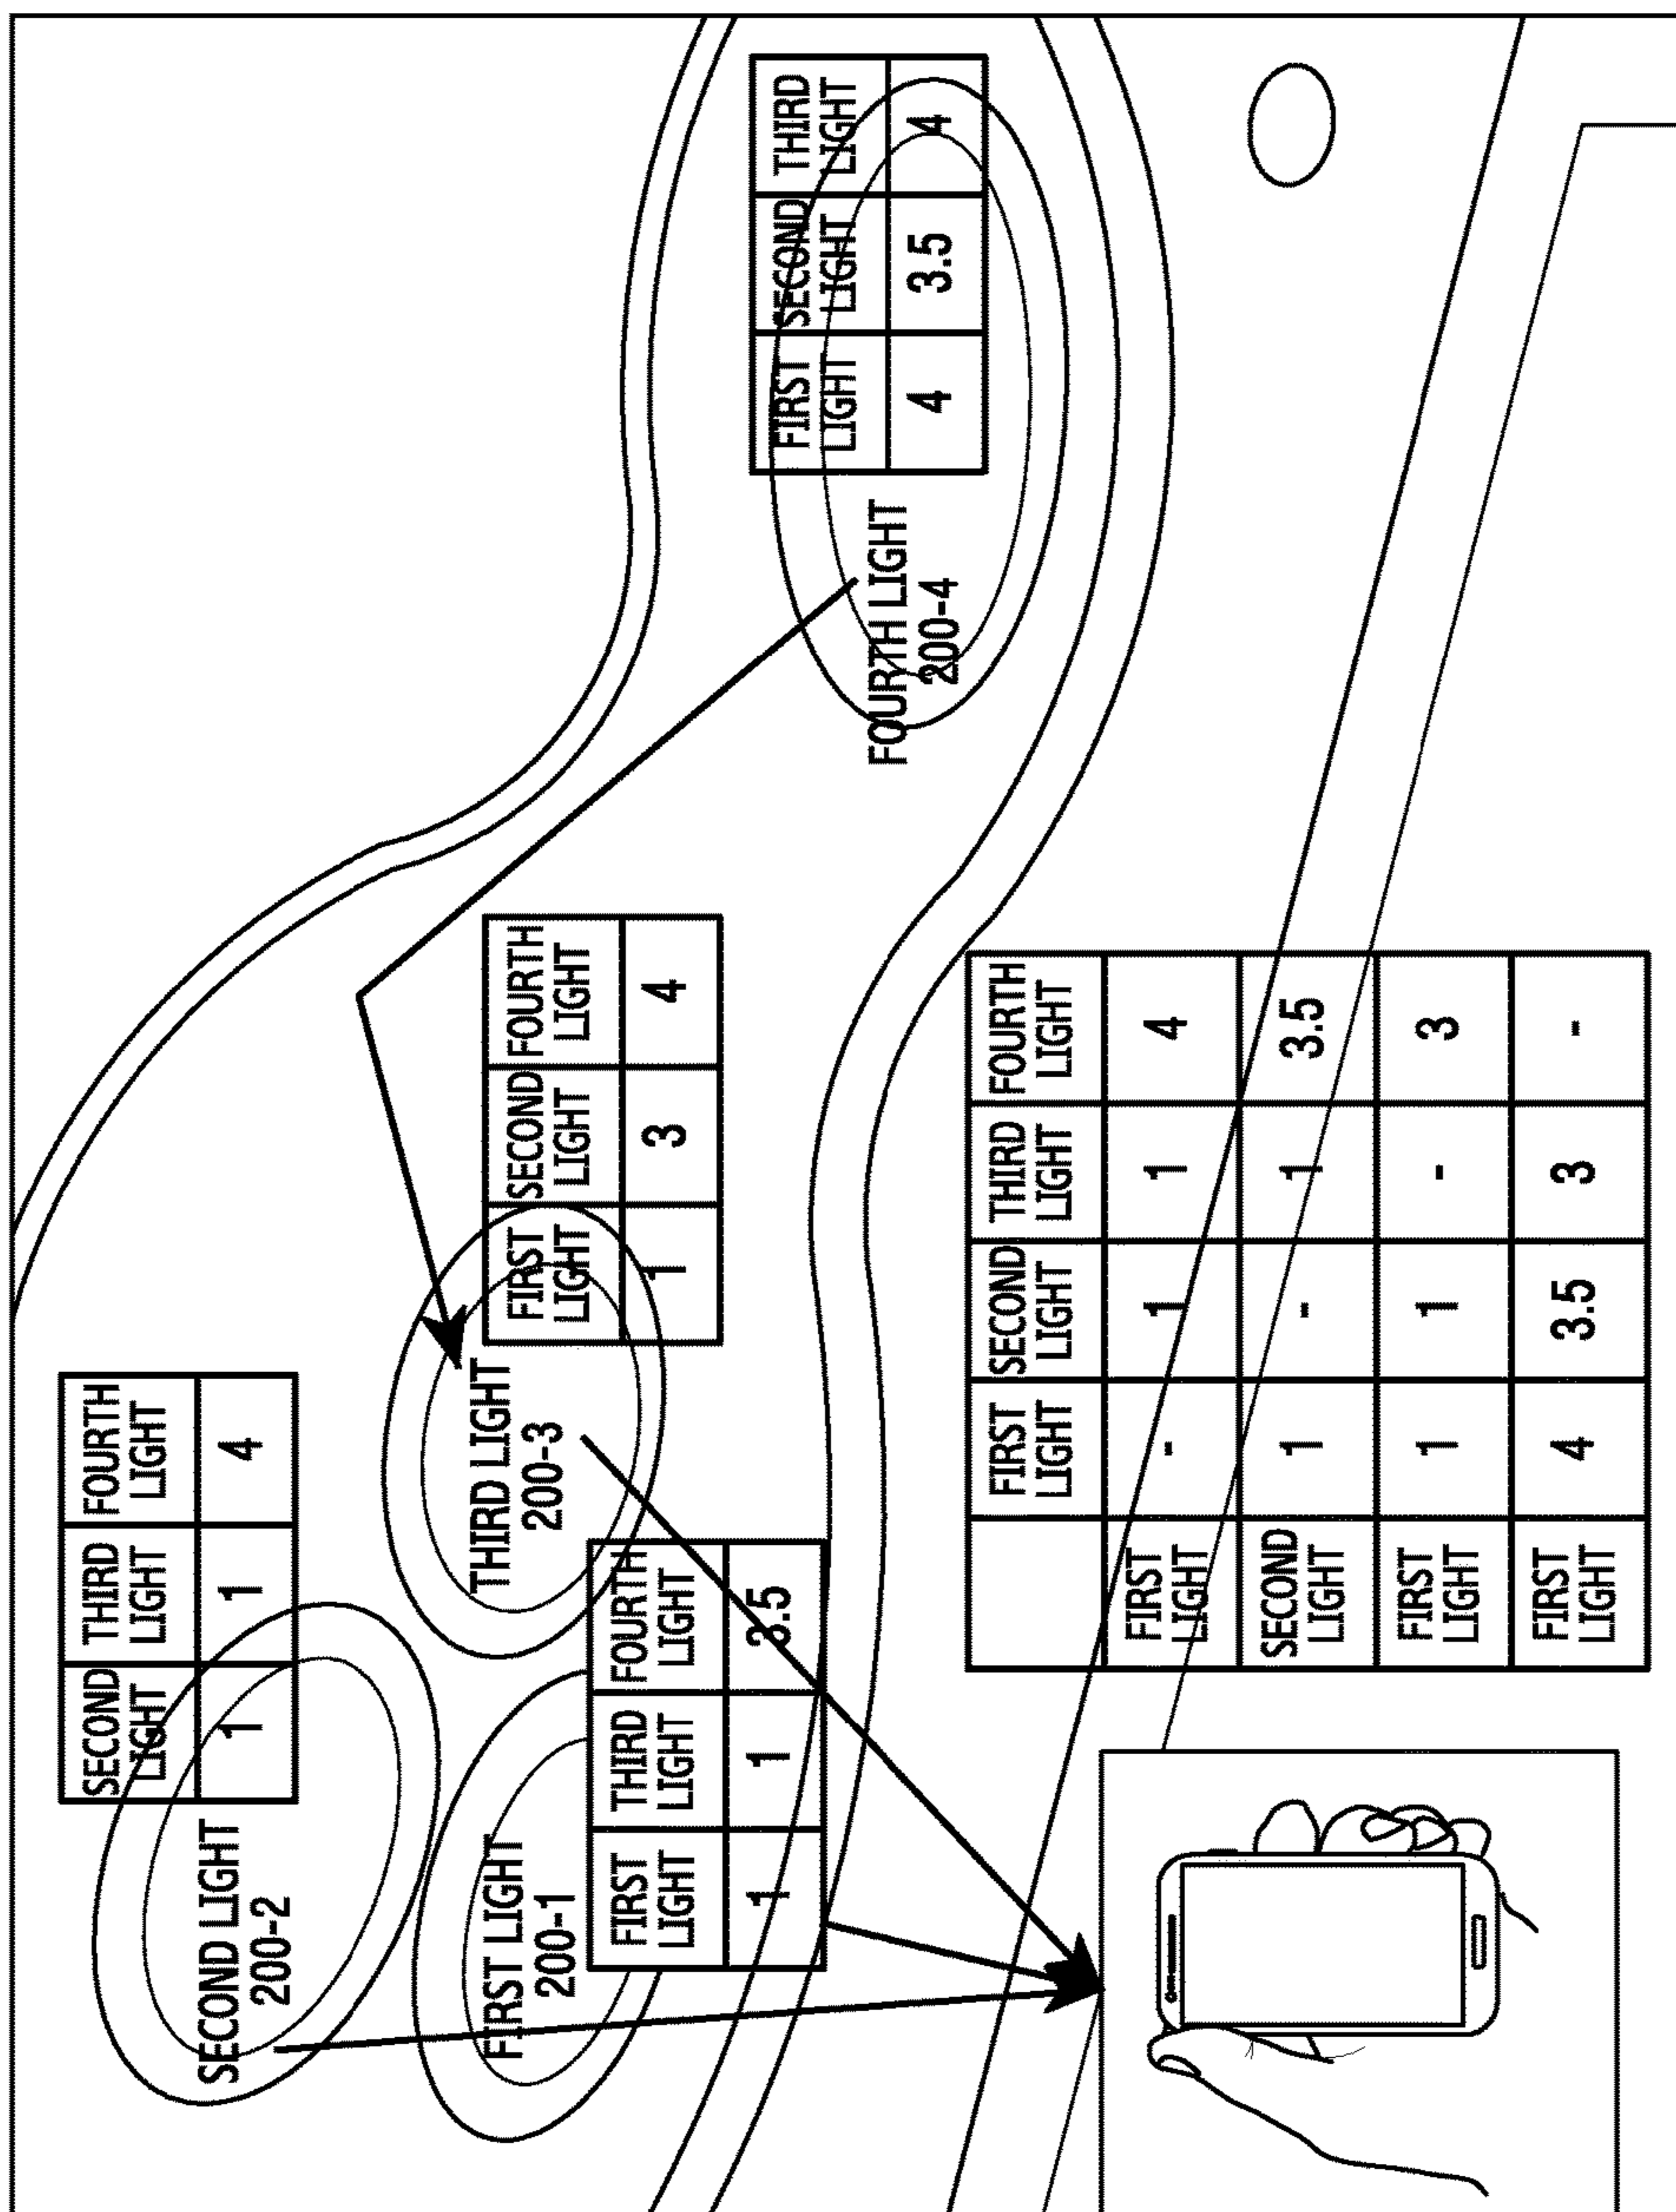 SECOND THIRD FOURTH
LIGHT LIGHT LIGHT
1 1 4
SECOND LIGHT
200-2
THIRD LIGHT
200-3
FIRST SECOND FOURTH
LIGHT LIGHT LIGHT
1 3 4
FIRST LIGHT
200-1
FIRST THIRD FOURTH
LIGHT LIGHT LIGHT
1 1 3.5
FIRST SECOND THIRD
LIGHT LIGHT LIGHT
4 3.5 4
FOURTH LIGHT
200-4
FIRST SECOND THIRD FOURTH
LIGHT LIGHT LIGHT LIGHT
FIRST
LIGHT - 1 1 4
SECOND
LIGHT 1 - 1 3.5
FIRST
LIGHT 1 1 - 3
FIRST
LIGHT 4 3.5 3 -